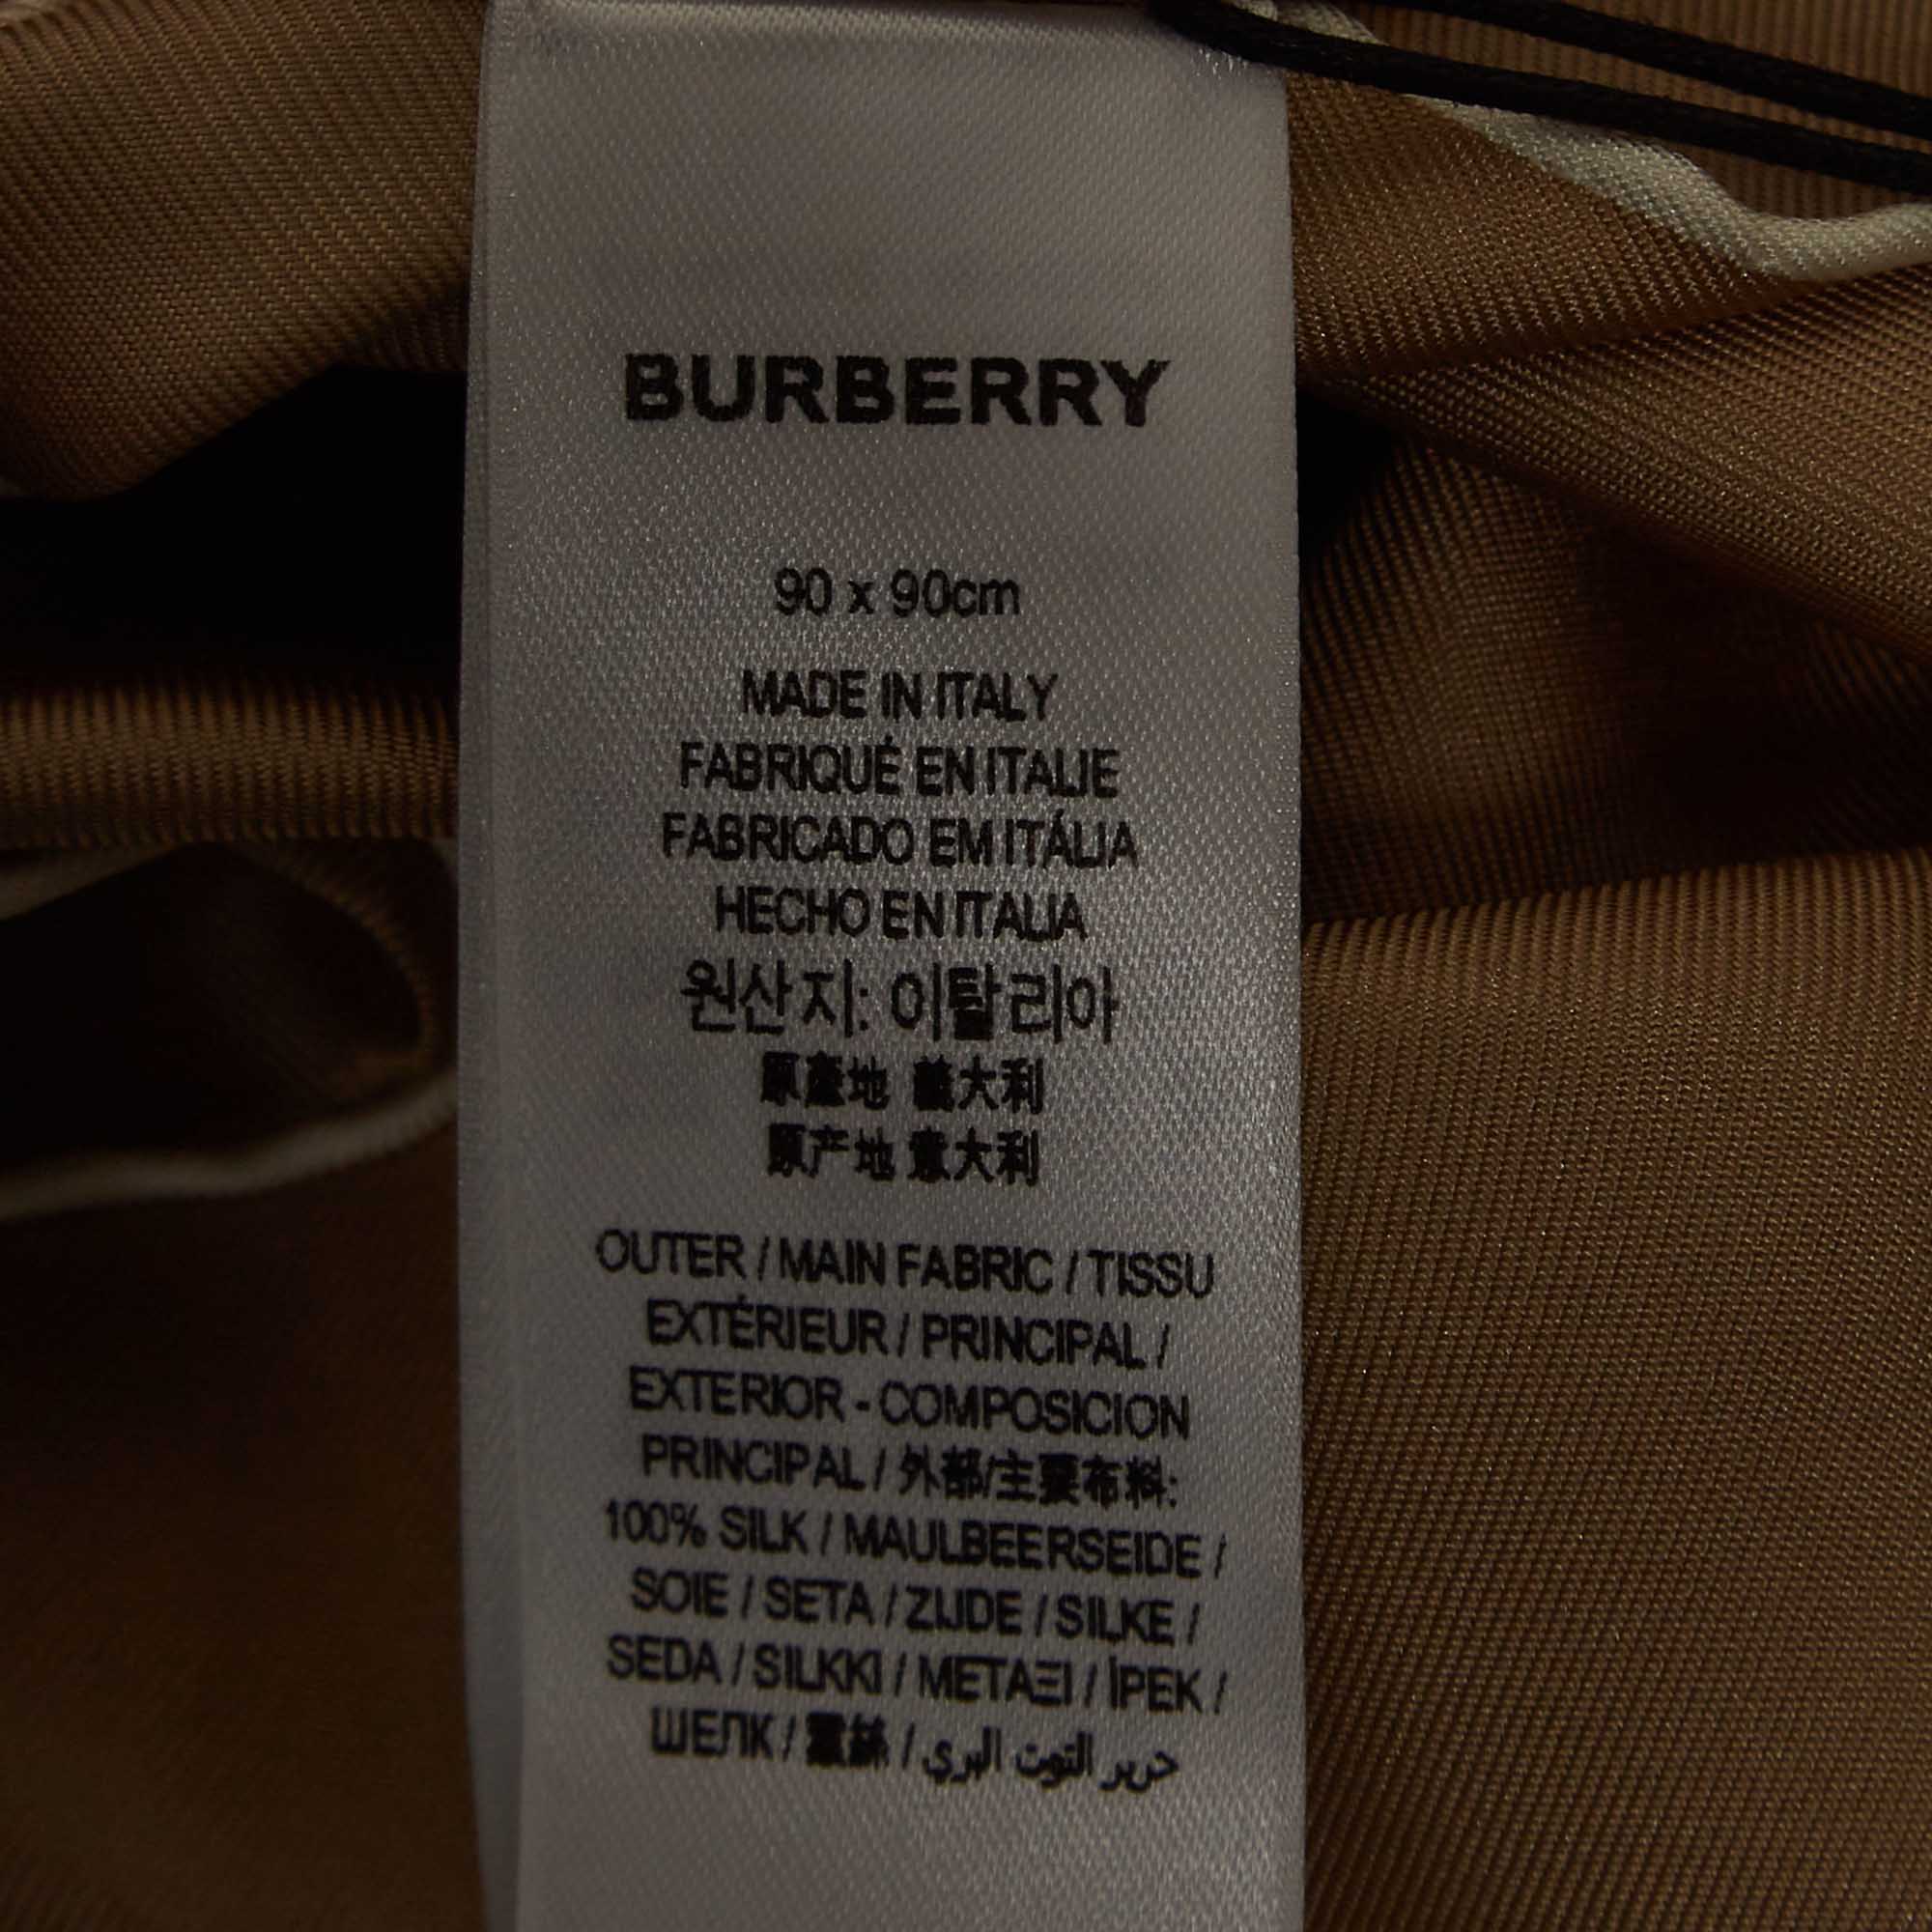 BURBERRY
90 x 90cm
MADE IN ITALY
FABRIQUÉ EN ITALIE
FABRICADO EM ITÁLIA
HECHO EN ITALIA
원산지: 이탈리아
原產地 義大利
原产地 意大利
OUTER / MAIN FABRIC / TISSU
EXTÉRIEUR / PRINCIPAL /
EXTERIOR - COMPOSICION
PRINCIPAL / 外部/主要布料:
100% SILK / MAULBEERSEIDE /
SOIE / SETA / ZIJDE / SILKE /
SEDA / SILKKI / ΜΕΤΑΞΙ / İPEK /
ШЕЛК / 蠶絲 / حرير التوت البري